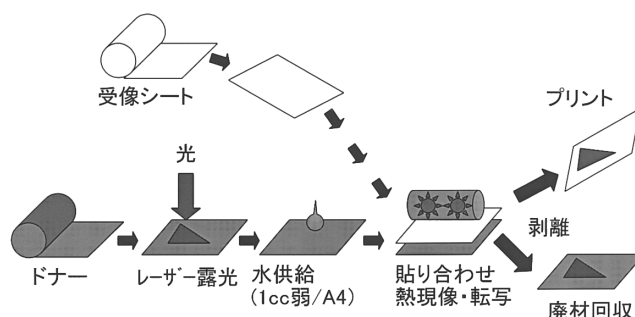 受像シート
プリント
光
剥離
ドナー
レーザー露光
水供給
(1cc弱/A4)
貼り合わせ
熱現像・転写
廃材回収